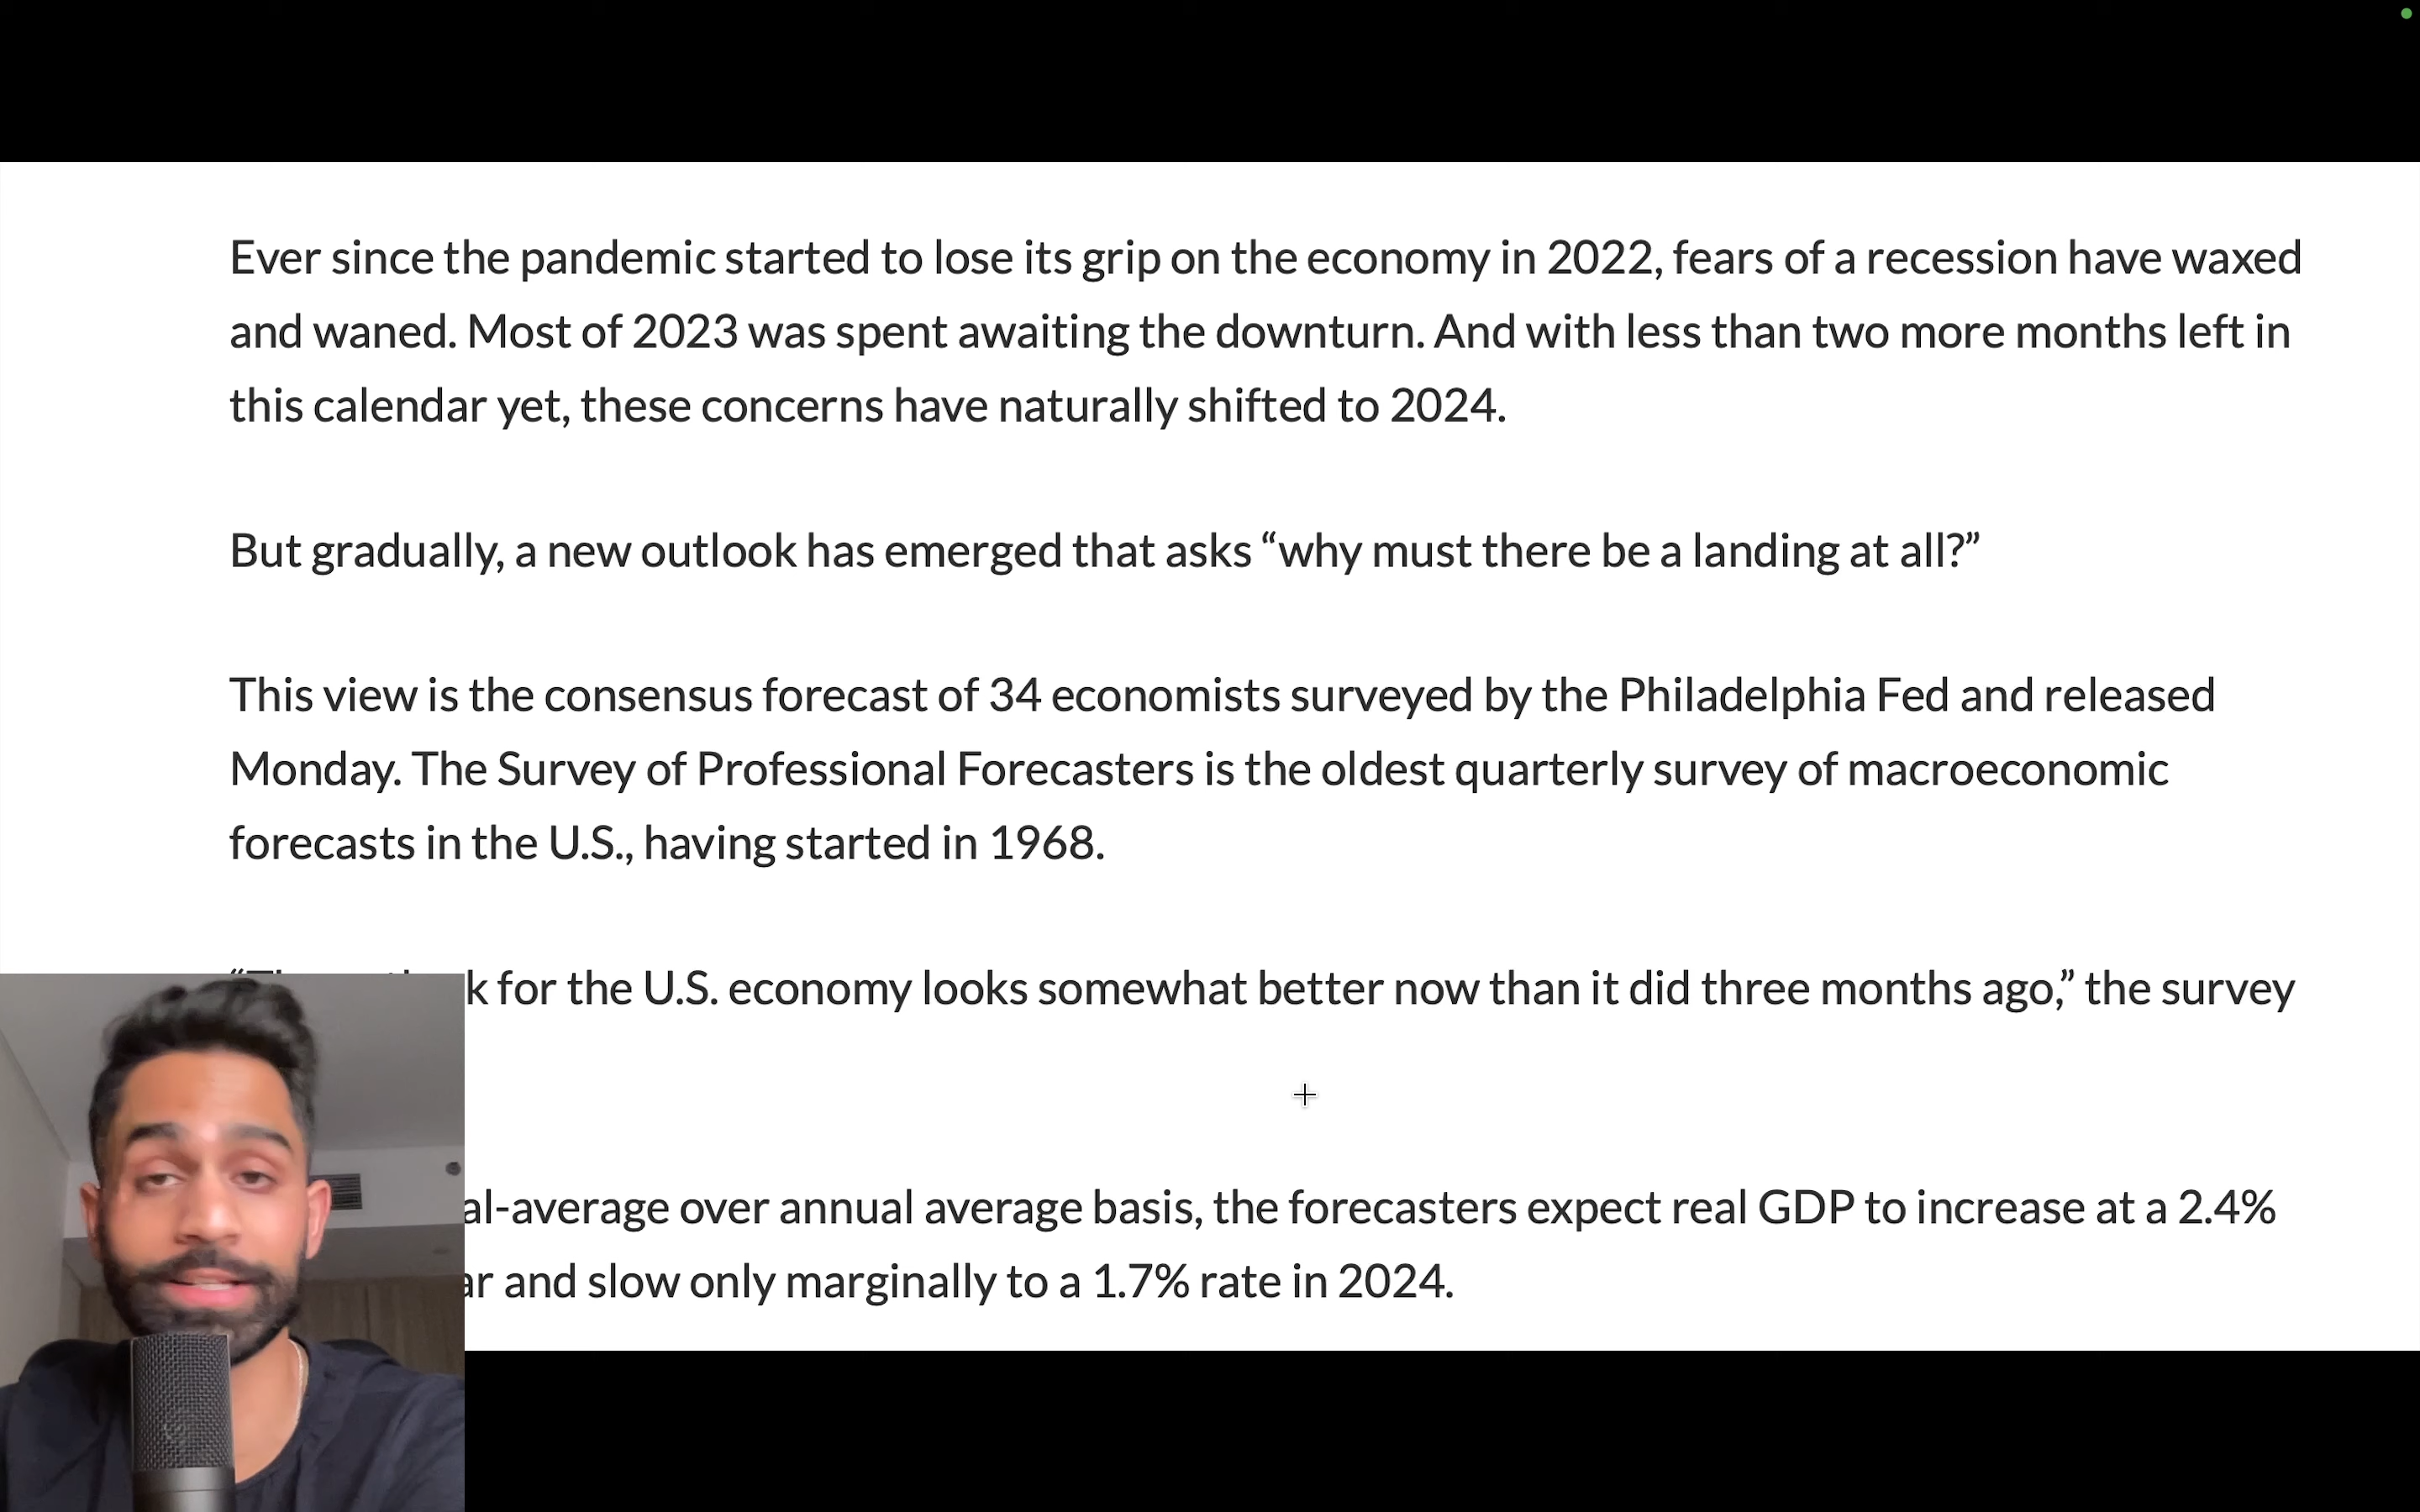 Ever since the pandemic started to lose its grip on the economy in 2022, fears of a recession have waxed
and waned. Most of 2023 was spent awaiting the downturn. And with less than two more months left in
this calendar yet, these concerns have naturally shifted to 2024.
But gradually, a new outlook has emerged that asks “why must there be a landing at all?”
This view is the consensus forecast of 34 economists surveyed by the Philadelphia Fed and released
Monday. The Survey of Professional Forecasters is the oldest quarterly survey of macroeconomic
forecasts in the U.S., having started in 1968.
for the U.S. economy looks somewhat better now than it did three months ago,” the survey
al-average over annual average basis, the forecasters expect real GDP to increase at a 2.4%
and slow only marginally to a 1.7% rate in 2024.